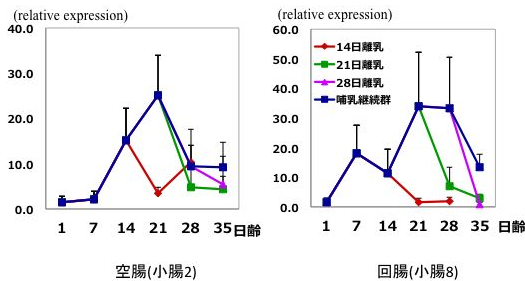 (relative expression)
40.0
30.0
20.0
10.0
0.0
1 7 14 21 28 35 日齢
空腸(小腸2)
(relative expression)
60.0
50.0
40.0
30.0
20.0
10.0
0.0
14日離乳
21日離乳
28日離乳
哺乳継続群
1 7 14 21 28 35 日齢
回腸(小腸8)